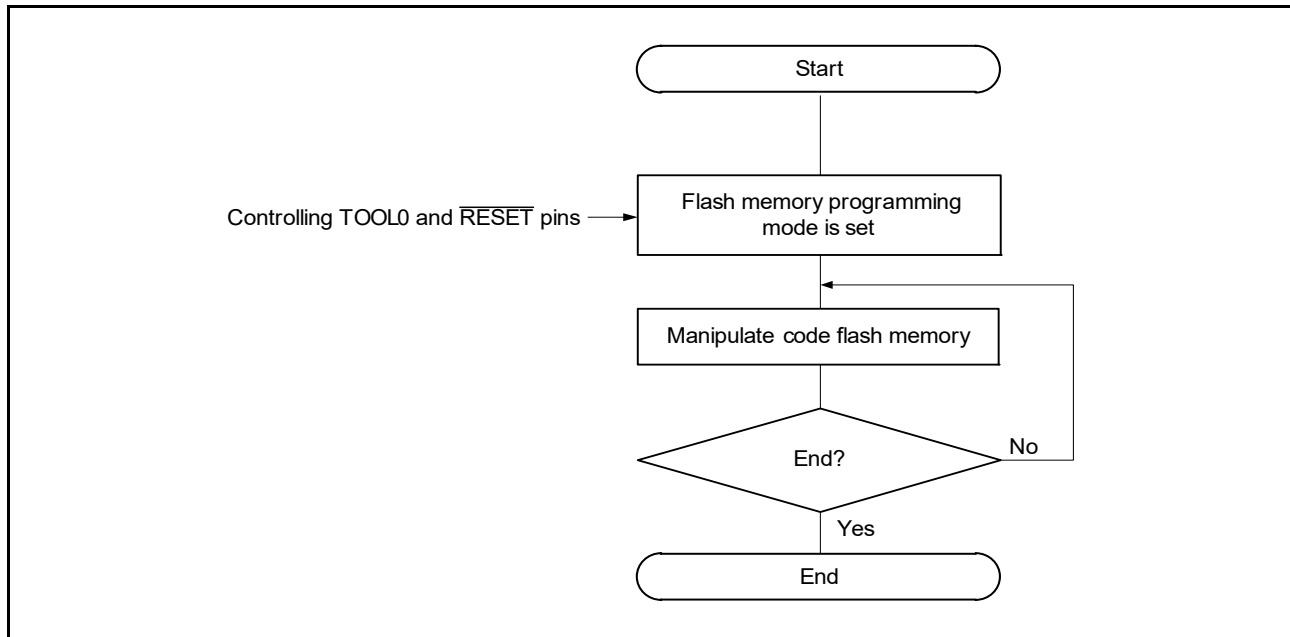 Start
Controlling TOOL0 and RESET pins
Flash memory programming
mode is set
Manipulate code flash memory
End?
No
Yes
End